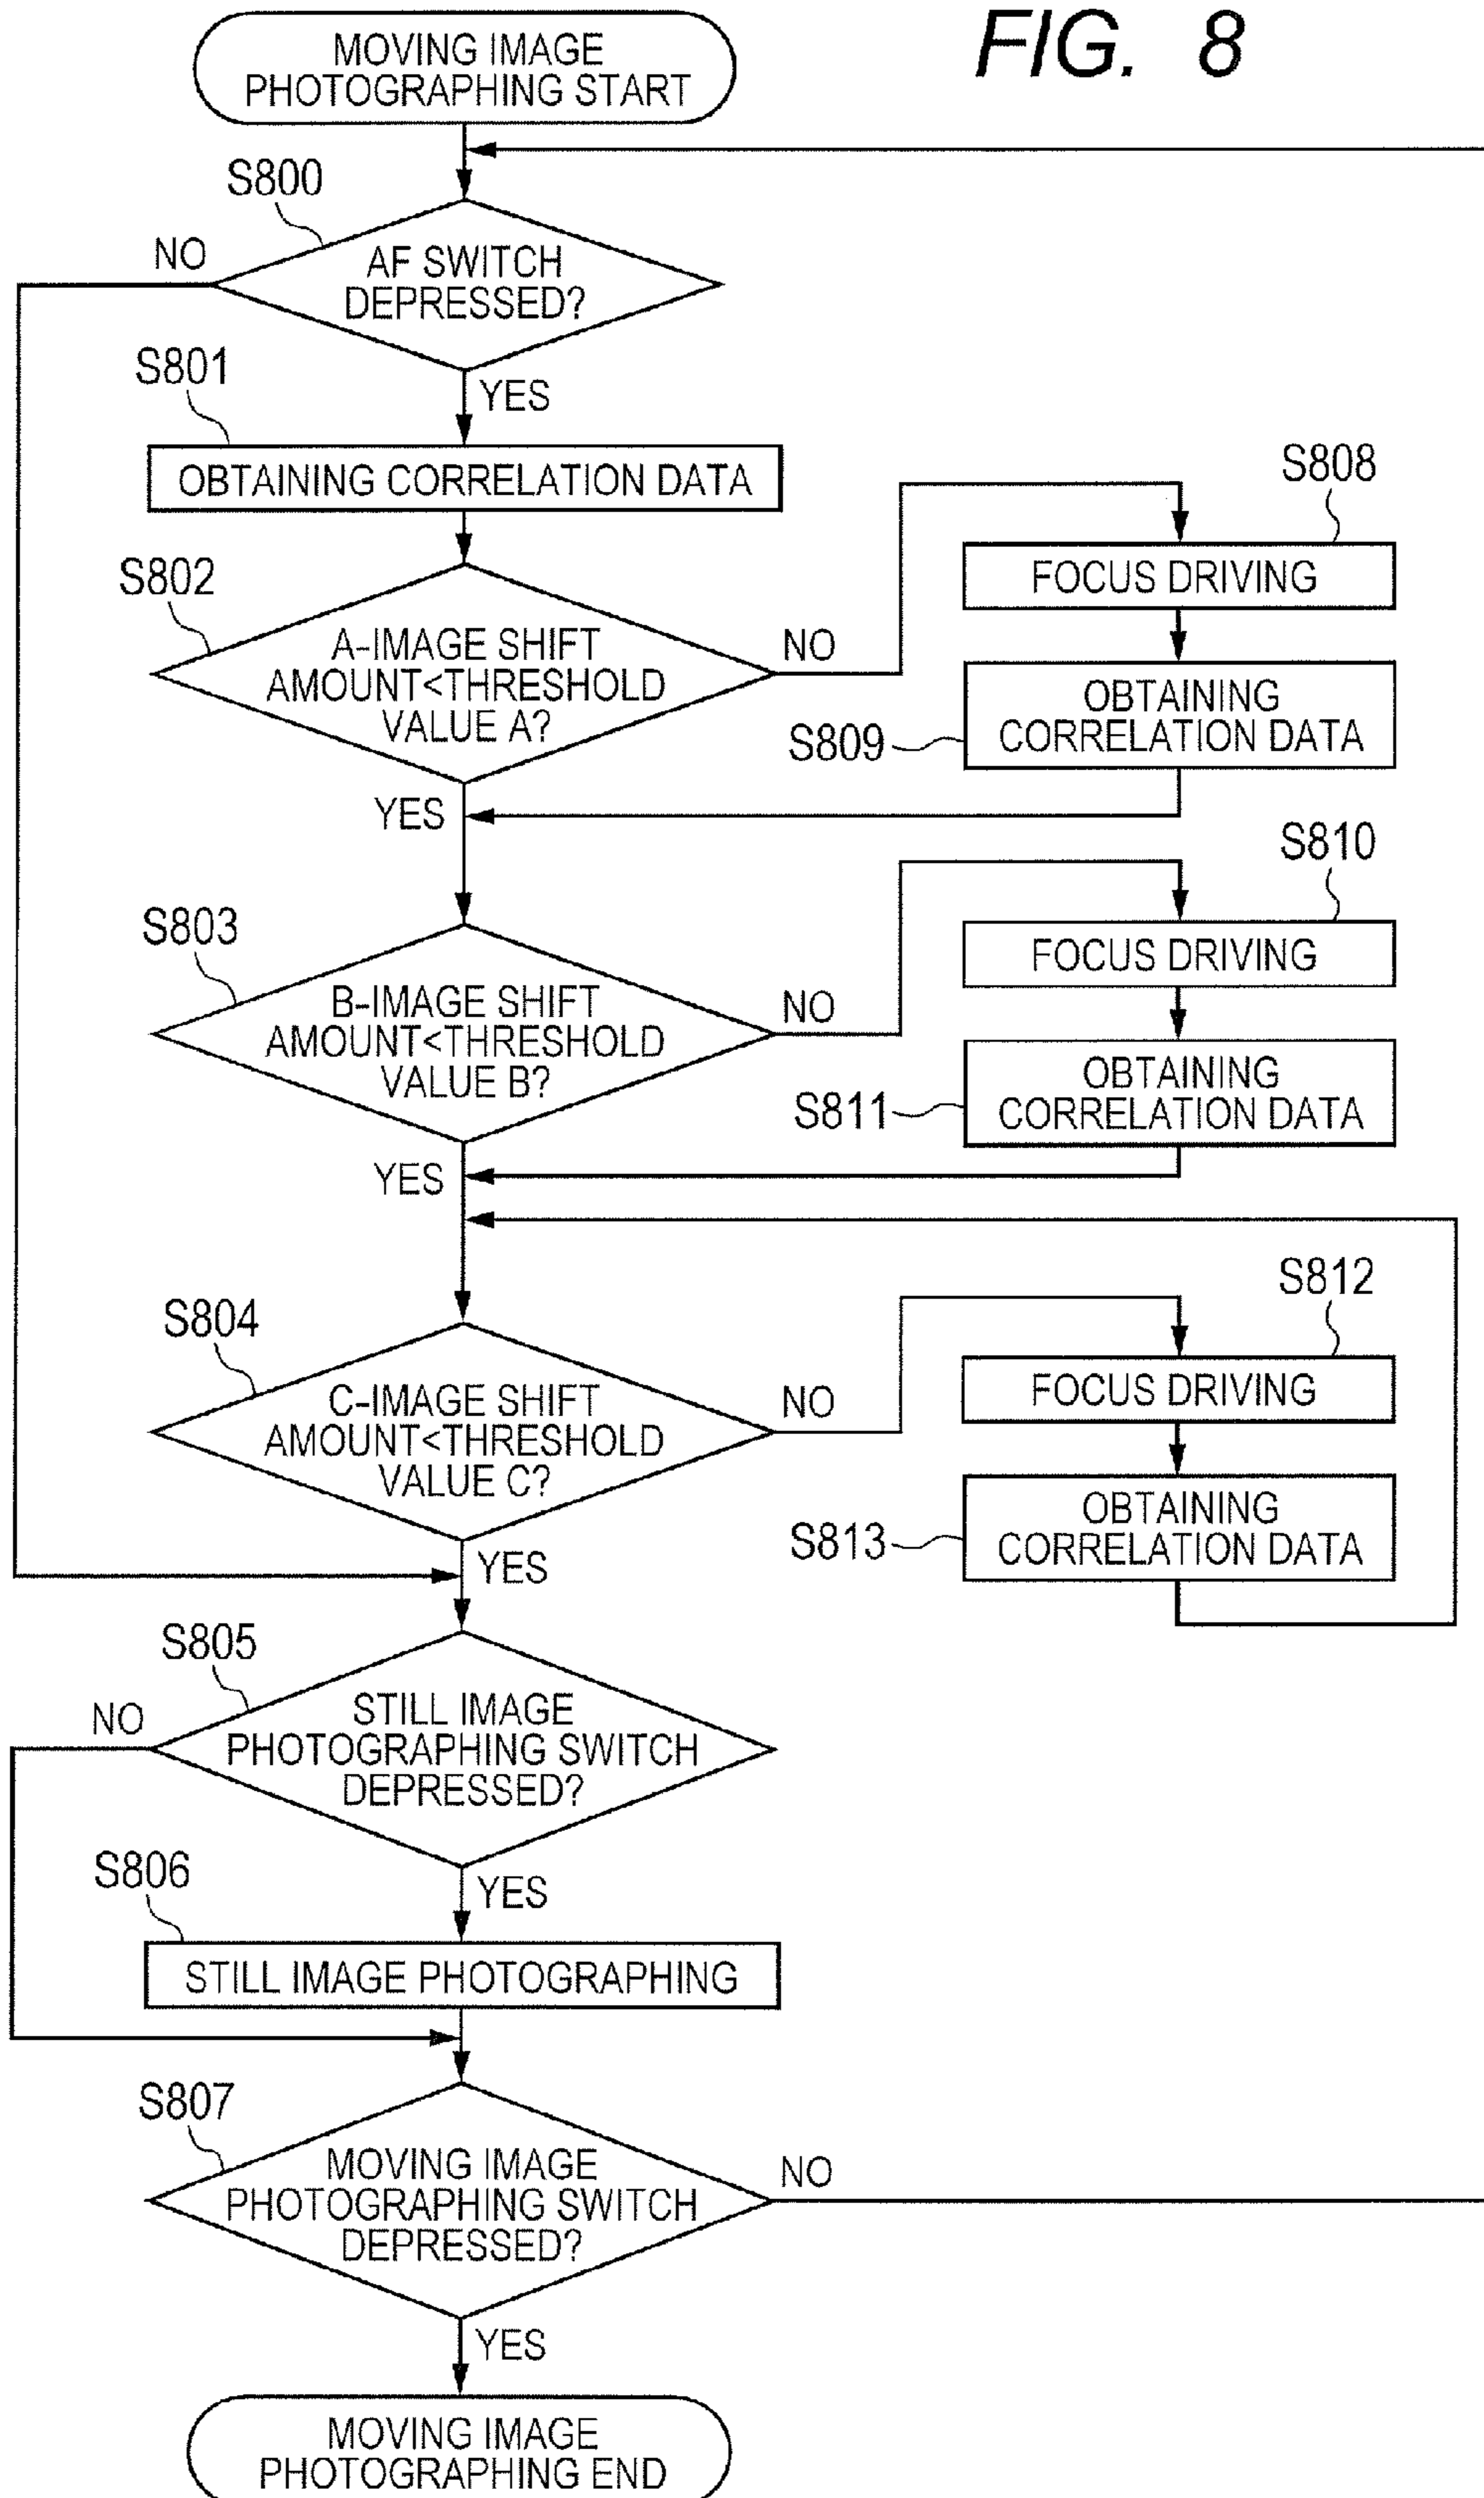 FIG. 8
MOVING IMAGE
PHOTOGRAPHING START
S800
NO
AF SWITCH
DEPRESSED?
S801
YES
OBTAINING CORRELATION DATA
S808
FOCUS DRIVING
S802
A-IMAGE SHIFT
AMOUNT<THRESHOLD
VALUE A?
NO
S809
OBTAINING
CORRELATION DATA
YES
S810
FOCUS DRIVING
S803
B-IMAGE SHIFT
AMOUNT<THRESHOLD
VALUE B?
NO
S811
OBTAINING
CORRELATION DATA
YES
S812
FOCUS DRIVING
S804
C-IMAGE SHIFT
AMOUNT<THRESHOLD
VALUE C?
NO
S813
OBTAINING
CORRELATION DATA
YES
S805
NO
STILL IMAGE
PHOTOGRAPHING SWITCH
DEPRESSED?
S806
YES
STILL IMAGE PHOTOGRAPHING
S807
MOVING IMAGE
PHOTOGRAPHING SWITCH
DEPRESSED?
NO
YES
MOVING IMAGE
PHOTOGRAPHING END